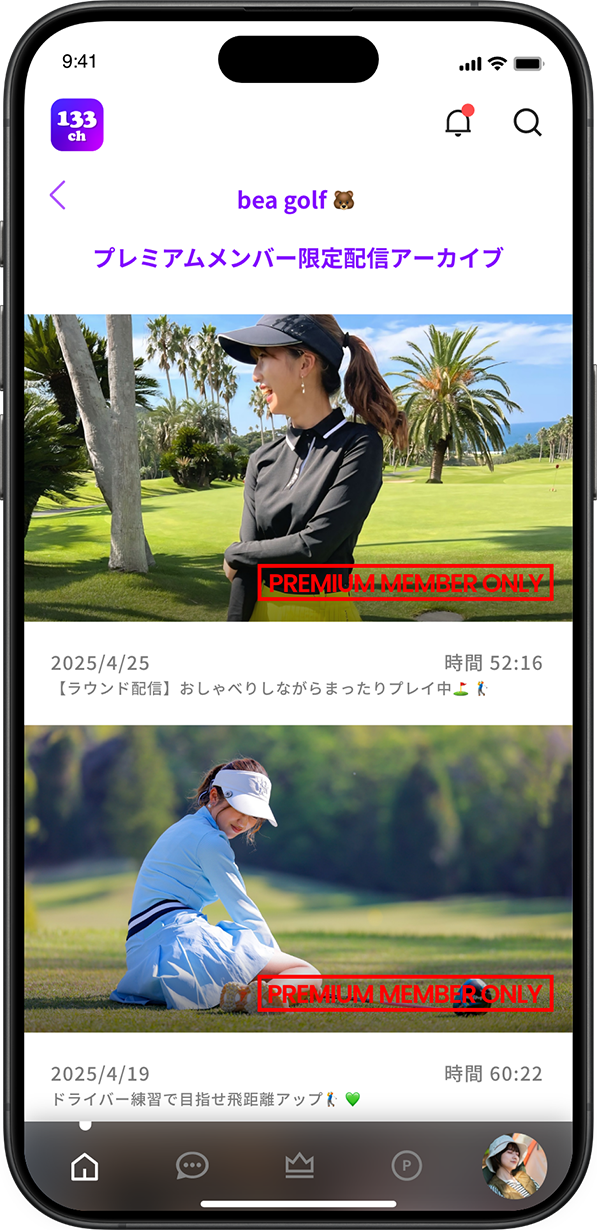 9:41
133
ch
bea golf 🐻
プレミアムメンバー限定配信アーカイブ
PREMIUM MEMBER ONLY
2025/4/25
時間 52:16
【ラウンド配信】おしゃべりしながらまったりプレイ中⛳🏌️
PREMIUM MEMBER ONLY
2025/4/19
時間 60:22
ドライバー練習で目指せ飛距離アップ🏌️💚
P